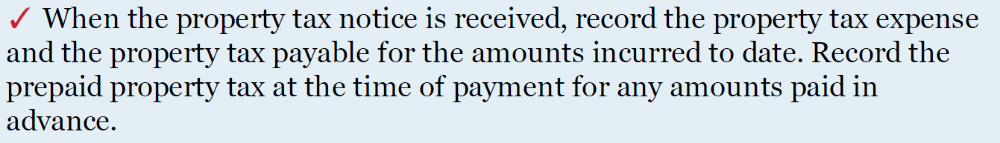 ✓ When the property tax notice is received, record the property tax expense
and the property tax payable for the amounts incurred to date. Record the
prepaid property tax at the time of payment for any amounts paid in
advance.